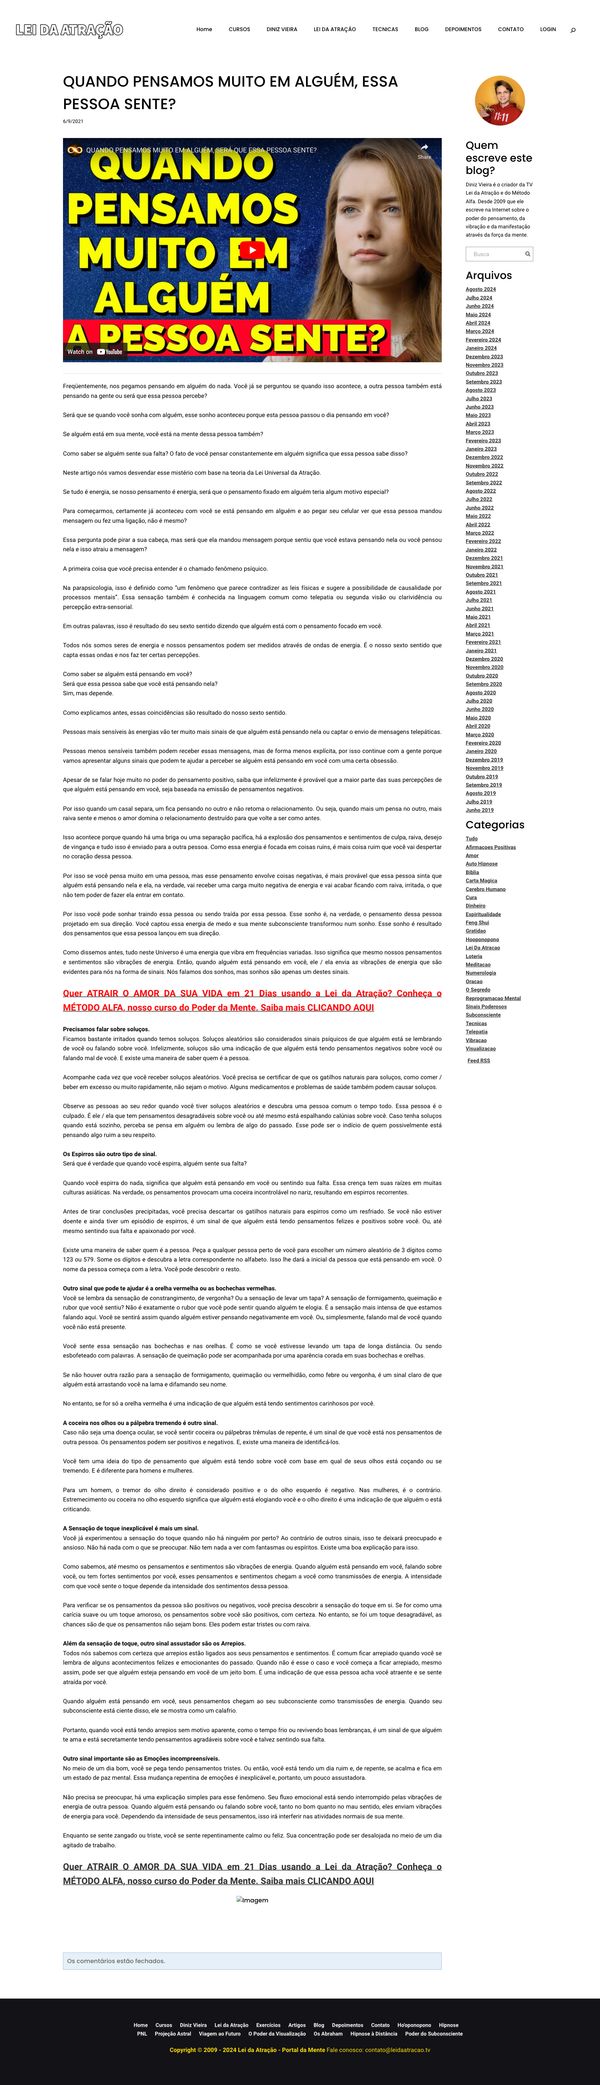 LEI DA ATRAÇÃO
Home CURSOS DINIZ VIEIRA LEI DA ATRAÇÃO TECNICAS BLOG DEPOIMENTOS CONTATO LOGIN
QUANDO PENSAMOS MUITO EM ALGUÉM, ESSA
PESSOA SENTE?
6/9/2021
QUANDO PENSAMOS MUITO EM ALGUÉM, SERÁ QUE ESSA PESSOA SENTE?
Share
QUANDO
PENSAMOS
MUITO EM
ALGUÉM
A PESSOA SENTE?
Watch on YouTube
Freqüentemente, nos pegamos pensando em alguém do nada. Você já se perguntou se quando isso acontece, a outra pessoa também está
pensando na gente ou será que essa pessoa percebe?
Será que se quando você sonha com alguém, esse sonho aconteceu porque esta pessoa passou o dia pensando em você?
Se alguém está em sua mente, você está na mente dessa pessoa também?
Como saber se alguém sente sua falta? O fato de você pensar constantemente em alguém significa que essa pessoa sabe disso?
Neste artigo nós vamos desvendar esse mistério com base na teoria da Lei Universal da Atração.
Se tudo é energia, se nosso pensamento é energia, será que o pensamento fixado em alguém teria algum motivo especial?
Para começarmos, certamente já aconteceu com você se está pensando em alguém e ao pegar seu celular ver que essa pessoa mandou
mensagem ou fez uma ligação, não é mesmo?
Essa pergunta pode pirar a sua cabeça, mas será que ela mandou mensagem porque sentiu que você estava pensando nela ou você pensou
nela e isso atraiu a mensagem?
A primeira coisa que você precisa entender é o chamado fenômeno psíquico.
Na parapsicologia, isso é definido como "um fenômeno que parece contradizer as leis físicas e sugere a possibilidade de causalidade por
processos mentais". Essa sensação também é conhecida na linguagem comum como telepatia ou segunda visão ou clarividência ou
percepção extra-sensorial.
Em outras palavras, isso é resultado do seu sexto sentido dizendo que alguém está com o pensamento focado em você.
Todos nós somos seres de energia e nossos pensamentos podem ser medidos através de ondas de energia. É o nosso sexto sentido que
capta essas ondas e nos faz ter certas percepções.
Como saber se alguém está pensando em você?
Será que essa pessoa sabe que você está pensando nela?
Sim, mas depende.
Como explicamos antes, essas coincidências são resultado do nosso sexto sentido.
Pessoas mais sensíveis às energias vão ter muito mais sinais de que alguém está pensando nela ou captar o envio de mensagens telepáticas.
Pessoas menos sensíveis também podem receber essas mensagens, mas de forma menos explícita, por isso continue com a gente porque
vamos apresentar alguns sinais que podem te ajudar a perceber se alguém está pensando em você com uma certa obsessão.
Apesar de se falar hoje muito no poder do pensamento positivo, saiba que infelizmente é provável que a maior parte das suas percepções de
que alguém está pensando em você, seja baseada na emissão de pensamentos negativos.
Por isso quando um casal separa, um fica pensando no outro e não retoma o relacionamento. Ou seja, quando mais um pensa no outro, mais
raiva sente e menos o amor domina o relacionamento destruído para que volte a ser como antes.
Isso acontece porque quando há uma briga ou uma separação pacífica, há a explosão dos pensamentos e sentimentos de culpa, raiva, desejo
de vingança e tudo isso é enviado para a outra pessoa. Como essa energia é focada em coisas ruins, é mais coisa ruim que você vai despertar
no coração dessa pessoa.
Por isso se você pensa muito em uma pessoa, mas esse pensamento envolve coisas negativas, é mais provável que essa pessoa sinta que
alguém está pensando nela e ela, na verdade, vai receber uma carga muito negativa de energia e vai acabar ficando com raiva, irritada, o que
não tem poder de fazer ela entrar em contato.
Por isso você pode sonhar traindo essa pessoa ou sendo traída por essa pessoa. Esse sonho é, na verdade, o pensamento dessa pessoa
projetado em sua direção. Você captou essa energia de medo e sua mente subconsciente transformou num sonho. Esse sonho é resultado
dos pensamentos que essa pessoa lançou em sua direção.
Como dissemos antes, tudo neste Universo é uma energia que vibra em frequências variadas. Isso significa que mesmo nossos pensamentos
e sentimentos são vibrações de energia. Então, quando alguém está pensando em você, ele / ela envia as vibrações de energia que são
evidentes para nós na forma de sinais. Nós falamos dos sonhos, mas sonhos são apenas um destes sinais.
Quer ATRAIR O AMOR DA SUA VIDA em 21 Dias usando a Lei da Atração? Conheça o
MÉTODO ALFA, nosso curso do Poder da Mente. Saiba mais CLICANDO AQUI
Precisamos falar sobre soluços.
Ficamos bastante irritados quando temos soluços. Soluços aleatórios são considerados sinais psíquicos de que alguém está se lembrando
de você ou falando sobre você. Infelizmente, soluços são uma indicação de que alguém está tendo pensamentos negativos sobre você ou
falando mal de você. E existe uma maneira de saber quem é a pessoa.
Acompanhe cada vez que você receber soluços aleatórios. Você precisa se certificar de que os gatilhos naturais para soluços, como comer /
beber em excesso ou muito rapidamente, não sejam o motivo. Alguns medicamentos e problemas de saúde também podem causar soluços.
Observe as pessoas ao seu redor quando você tiver soluços aleatórios e descubra uma pessoa comum o tempo todo. Essa pessoa é o
culpado. É ele / ela que tem pensamentos desagradáveis sobre você ou até mesmo está espalhando calúnias sobre você. Caso tenha soluços
quando está sozinho, perceba se pensa em alguém ou lembra de algo do passado. Esse pode ser o indício de quem possivelmente está
pensando algo ruim a seu respeito.
Os Espirros são outro tipo de sinal.
Será que é verdade que quando você espirra, alguém sente sua falta?
Quando você espirra do nada, significa que alguém está pensando em você ou sentindo sua falta. Essa crença tem suas raízes em muitas
culturas asiáticas. Na verdade, os pensamentos provocam uma coceira incontrolável no nariz, resultando em espirros recorrentes.
Antes de tirar conclusões precipitadas, você precisa descartar os gatilhos naturais para espirros como um resfriado. Se você não estiver
doente e ainda tiver um episódio de espirros, é um sinal de que alguém está tendo pensamentos felizes e positivos sobre você. Ou, até
mesmo sentindo sua falta e apaixonado por você.
Existe uma maneira de saber quem é a pessoa. Peça a qualquer pessoa perto de você para escolher um número aleatório de 3 dígitos como
123 ou 579. Some os dígitos e descubra a letra correspondente no alfabeto. Isso lhe dará a inicial da pessoa que está pensando em você. O
nome da pessoa começa com a letra. Você pode descobrir o resto.
Outro sinal que pode te ajudar é a orelha vermelha ou as bochechas vermelhas.
Você se lembra da sensação de constrangimento, de vergonha? Ou a sensação de levar um tapa? A sensação de formigamento, queimação e
rubor que você sentiu? Não é exatamente o rubor que você pode sentir quando alguém te elogia. É a sensação mais intensa de que estamos
falando aqui. Você se sentirá assim quando alguém estiver pensando negativamente em você. Ou, simplesmente, falando mal de você quando
você não está presente.
Você sente essa sensação nas bochechas e nas orelhas. É como se você estivesse levando um tapa de longa distância. Ou sendo
esbofeteado com palavras. A sensação de queimação pode ser acompanhada por uma aparência corada em suas bochechas e orelhas.
Se não houver outra razão para a sensação de formigamento, queimação ou vermelhidão, como febre ou vergonha, é um sinal claro de que
alguém está arrastando você na lama e difamando seu nome.
No entanto, se for só a orelha vermelha é uma indicação de que alguém está tendo sentimentos carinhosos por você.
A coceira nos olhos ou a pálpebra tremendo é outro sinal.
Caso não seja uma doença ocular, se você sentir coceira ou pálpebras trêmulas de repente, é um sinal de que você está nos pensamentos de
outra pessoa. Os pensamentos podem ser positivos e negativos. E, existe uma maneira de identificá-los.
Você tem uma ideia do tipo de pensamento que alguém está tendo sobre você com base em qual de seus olhos está coçando ou se
tremendo. E é diferente para homens e mulheres.
Para um homem, o tremor do olho direito é considerado positivo e o do olho esquerdo é negativo. Nas mulheres, é o contrário.
Estremecimento ou coceira no olho esquerdo significa que alguém está elogiando você e o olho direito é uma indicação de que alguém o está
criticando.
A Sensação de toque inexplicável é mais um sinal.
Você já experimentou a sensação do toque quando não há ninguém por perto? Ao contrário de outros sinais, isso te deixará preocupado e
ansioso. Não há nada com o que se preocupar. Não tem nada a ver com fantasmas ou espíritos. Existe uma boa explicação para isso.
Como sabemos, até mesmo os pensamentos e sentimentos são vibrações de energia. Quando alguém está pensando em você, falando sobre
você, ou tem fortes sentimentos por você, esses pensamentos e sentimentos chegam a você como transmissões de energia. A intensidade
com que você sente o toque depende da intensidade dos sentimentos dessa pessoa.
Para verificar se os pensamentos da pessoa são positivos ou negativos, você precisa descobrir a sensação do toque em si. Se for como uma
carícia suave ou um toque amoroso, os pensamentos sobre você são positivos, com certeza. No entanto, se foi um toque desagradável, as
chances são de que os pensamentos não sejam bons. Eles podem estar tristes ou com raiva.
Além da sensação de toque, outro sinal assustador são os Arrepios.
Todos nós sabemos com certeza que arrepios estão ligados aos seus pensamentos e sentimentos. É comum ficar arrepiado quando você se
lembra de alguns acontecimentos felizes e emocionantes do passado. Quando não é esse o caso e você começa a ficar arrepiado, mesmo
assim, pode ser que alguém esteja pensando em você de um jeito bom. É uma indicação de que essa pessoa acha você atraente e se sente
atraída por você.
Quando alguém está pensando em você, seus pensamentos chegam ao seu subconsciente como transmissões de energia. Quando seu
subconsciente está ciente disso, ele se mostra como um calafrio.
Portanto, quando você está tendo arrepios sem motivo aparente, como o tempo frio ou revivendo boas lembranças, é um sinal de que alguém
te ama e está secretamente tendo pensamentos agradáveis sobre você e talvez sentindo sua falta.
Outro sinal importante são as Emoções incompreensíveis.
No meio de um dia bom, você se pega tendo pensamentos tristes. Ou então, você está tendo um dia ruim e, de repente, se acalma e fica em
um estado de paz mental. Essa mudança repentina de emoções é inexplicável e, portanto, um pouco assustadora.
Não precisa se preocupar, há uma explicação simples para esse fenômeno. Seu fluxo emocional está sendo interrompido pelas vibrações de
energia de outra pessoa. Quando alguém está pensando ou falando sobre você, tanto no bom quanto no mau sentido, eles enviam vibrações
de energia para você. Dependendo da intensidade de seus pensamentos, isso irá interferir nas atividades normais de sua mente.
Enquanto se sente zangado ou triste, você se sente repentinamente calmo ou feliz. Sua concentração pode ser desalojada no meio de um dia
agitado de trabalho.
Quer ATRAIR O AMOR DA SUA VIDA em 21 Dias usando a Lei da Atração? Conheça o
MÉTODO ALFA, nosso curso do Poder da Mente. Saiba mais CLICANDO AQUI
Imagem
Os comentários estão fechados.
11:11
Quem
escreve este
blog?
Diniz Vieira é o criador da TV
Lei da Atração e do Método
Alfa. Desde 2009 que ele
escreve na Internet sobre o
poder do pensamento, da
vibração e da manifestação
através da força da mente.
Busca
Arquivos
Agosto 2024
Julho 2024
Junho 2024
Maio 2024
Abril 2024
Março 2024
Fevereiro 2024
Janeiro 2024
Dezembro 2023
Novembro 2023
Outubro 2023
Setembro 2023
Agosto 2023
Julho 2023
Junho 2023
Maio 2023
Abril 2023
Março 2023
Fevereiro 2023
Janeiro 2023
Dezembro 2022
Novembro 2022
Outubro 2022
Setembro 2022
Agosto 2022
Julho 2022
Junho 2022
Maio 2022
Abril 2022
Março 2022
Fevereiro 2022
Janeiro 2022
Dezembro 2021
Novembro 2021
Outubro 2021
Setembro 2021
Agosto 2021
Julho 2021
Junho 2021
Maio 2021
Abril 2021
Março 2021
Fevereiro 2021
Janeiro 2021
Dezembro 2020
Novembro 2020
Outubro 2020
Setembro 2020
Agosto 2020
Julho 2020
Junho 2020
Maio 2020
Abril 2020
Março 2020
Fevereiro 2020
Janeiro 2020
Dezembro 2019
Novembro 2019
Outubro 2019
Setembro 2019
Agosto 2019
Julho 2019
Junho 2019
Categorias
Tudo
Afirmacoes Positivas
Amor
Auto Hipnose
Biblia
Carta Magica
Cerebro Humano
Cura
Dinheiro
Espiritualidade
Feng Shui
Gratidao
Hooponopono
Lei Da Atracao
Loteria
Meditacao
Numerologia
Oracao
O Segredo
Reprogramacao Mental
Sinais Poderosos
Subconsciente
Tecnicas
Telepatia
Vibracao
Visualizacao
Feed RSS
Home Cursos Diniz Vieira Lei da Atração Exercícios Artigos Blog Depoimentos Contato Ho'oponopono Hipnose
PNL Projeção Astral Viagem ao Futuro O Poder da Visualização Os Abraham Hipnose à Distância Poder do Subconsciente
Copyright © 2009 - 2024 Lei da Atração - Portal da Mente Fale conosco: contato@leidaatracao.tv